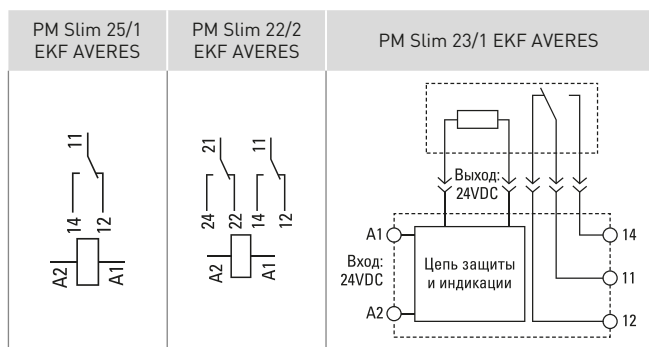 PM Slim 25/1
EKF AVERES
PM Slim 22/2
EKF AVERES
PM Slim 23/1 EKF AVERES
11
14
12
A2
A1
21
11
24
22
14
12
A2
A1
Выход:
24VDC
A1
Вход:
24VDC
A2
Цепь защиты
и индикации
14
11
12